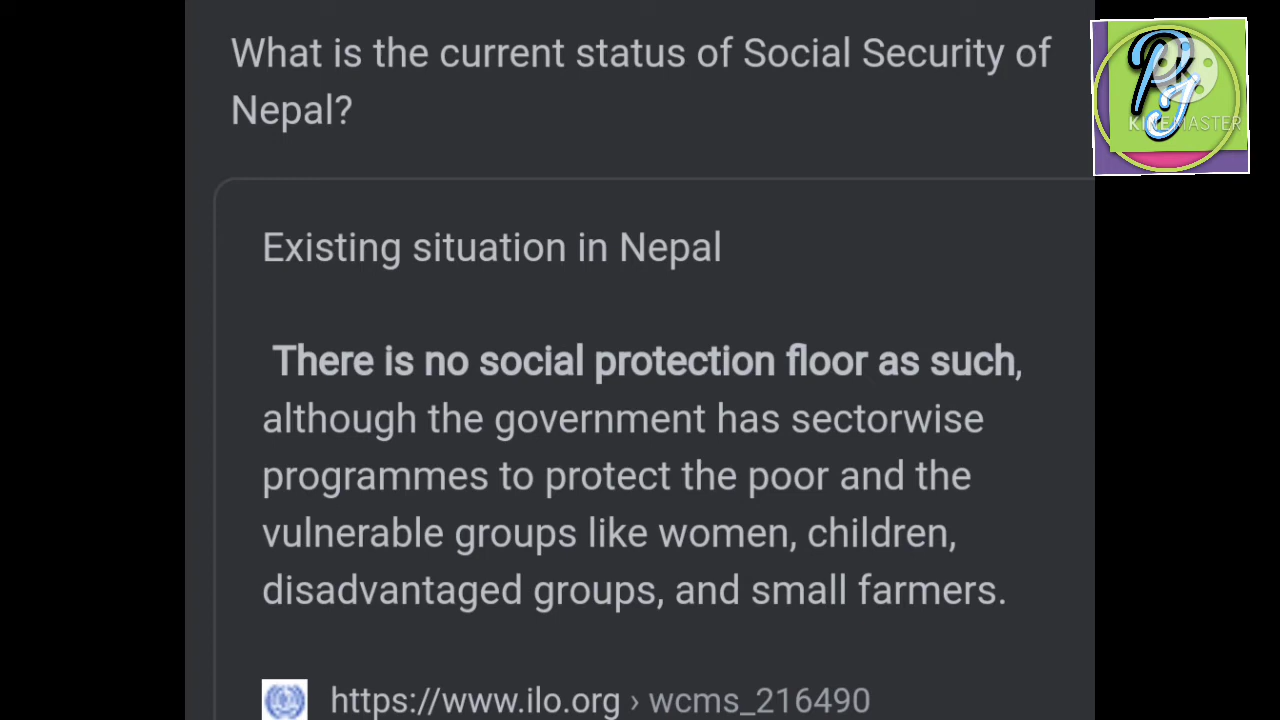 What is the current status of Social Security of
Nepal?
PJ
KINEMASTER
Existing situation in Nepal
There is no social protection floor as such,
although the government has sectorwise
programmes to protect the poor and the
vulnerable groups like women, children,
disadvantaged groups, and small farmers.
https://www.ilo.org › wcms_216490